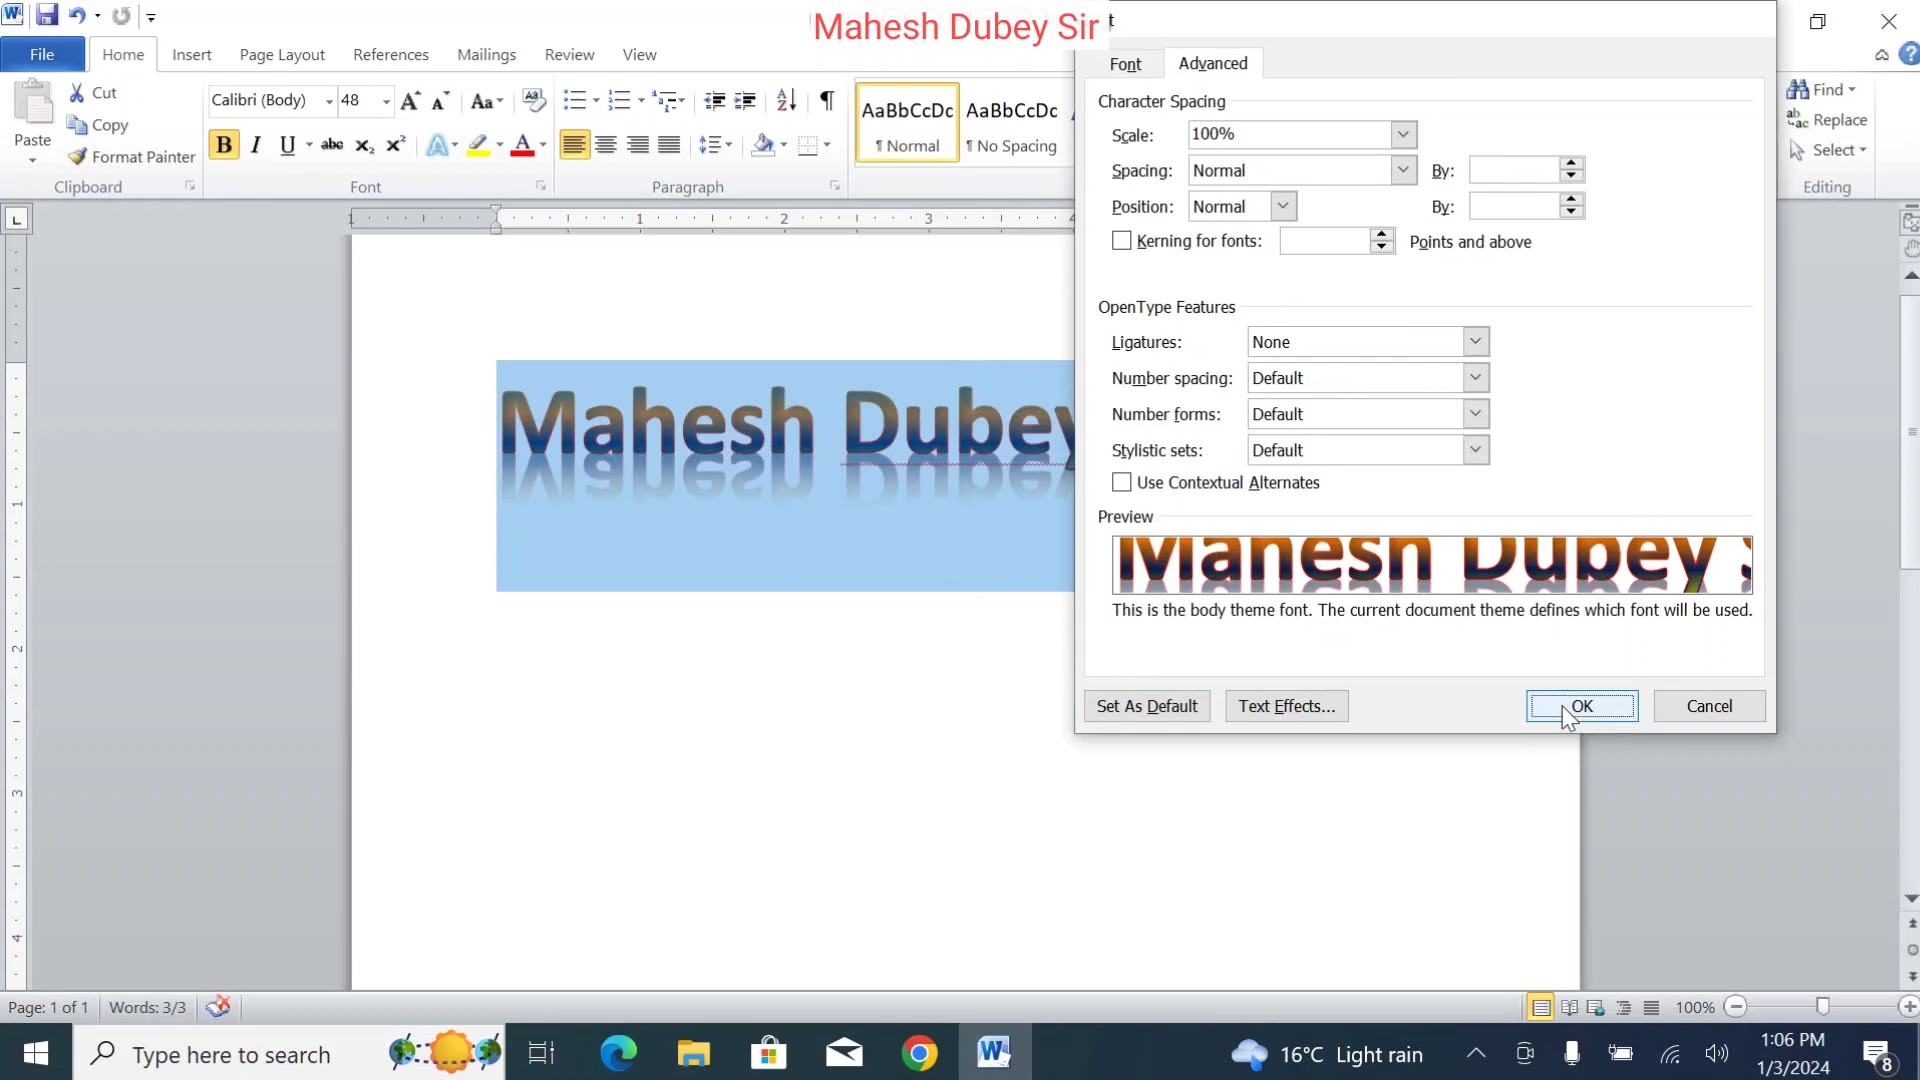 Mahesh Dubey Sir
File Home Insert Page Layout References Mailings Review View
Paste
Cut
Copy
Format Painter
Clipboard
Calibri (Body) 48
Font
Paragraph
AaBbCcDc
¶ Normal
AaBbCcDc
¶ No Spacing
Find
Replace
Select
Editing
Font Advanced
Character Spacing
Scale: 100%
Spacing: Normal By:
Position: Normal By:
Kerning for fonts: Points and above
OpenType Features
Ligatures: None
Number spacing: Default
Number forms: Default
Stylistic sets: Default
Use Contextual Alternates
Preview
Mahesh Dubey
This is the body theme font. The current document theme defines which font will be used.
Set As Default Text Effects... OK Cancel
Mahesh Dubey
Page: 1 of 1 Words: 3/3 100%
Type here to search
16°C Light rain
1:06 PM
1/3/2024
8